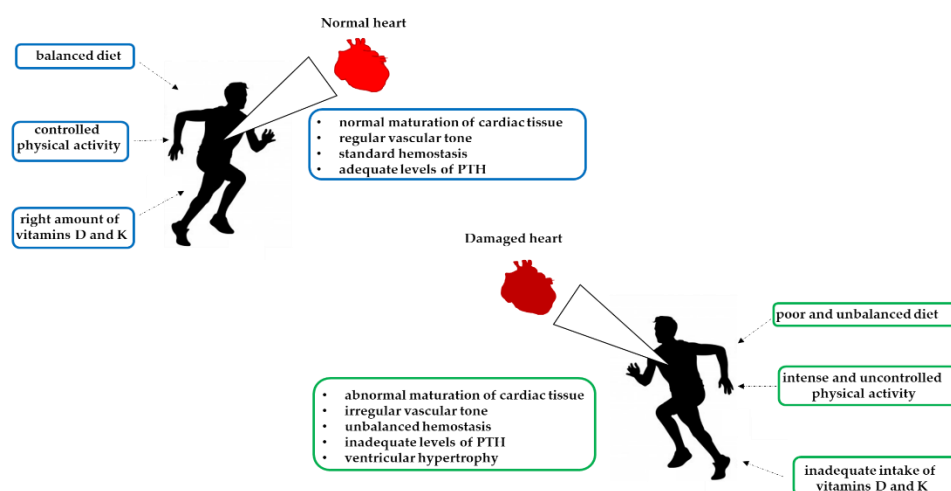 Normal heart
balanced diet
controlled
physical activity
right amount of
vitamins D and K
• normal maturation of cardiac tissue
• regular vascular tone
• standard hemostasis
• adequate levels of PTH
Damaged heart
poor and unbalanced diet
intense and uncontrolled
physical activity
inadequate intake of
vitamins D and K
• abnormal maturation of cardiac tissue
• irregular vascular tone
• unbalanced hemostasis
• inadequate levels of PTH
• ventricular hypertrophy